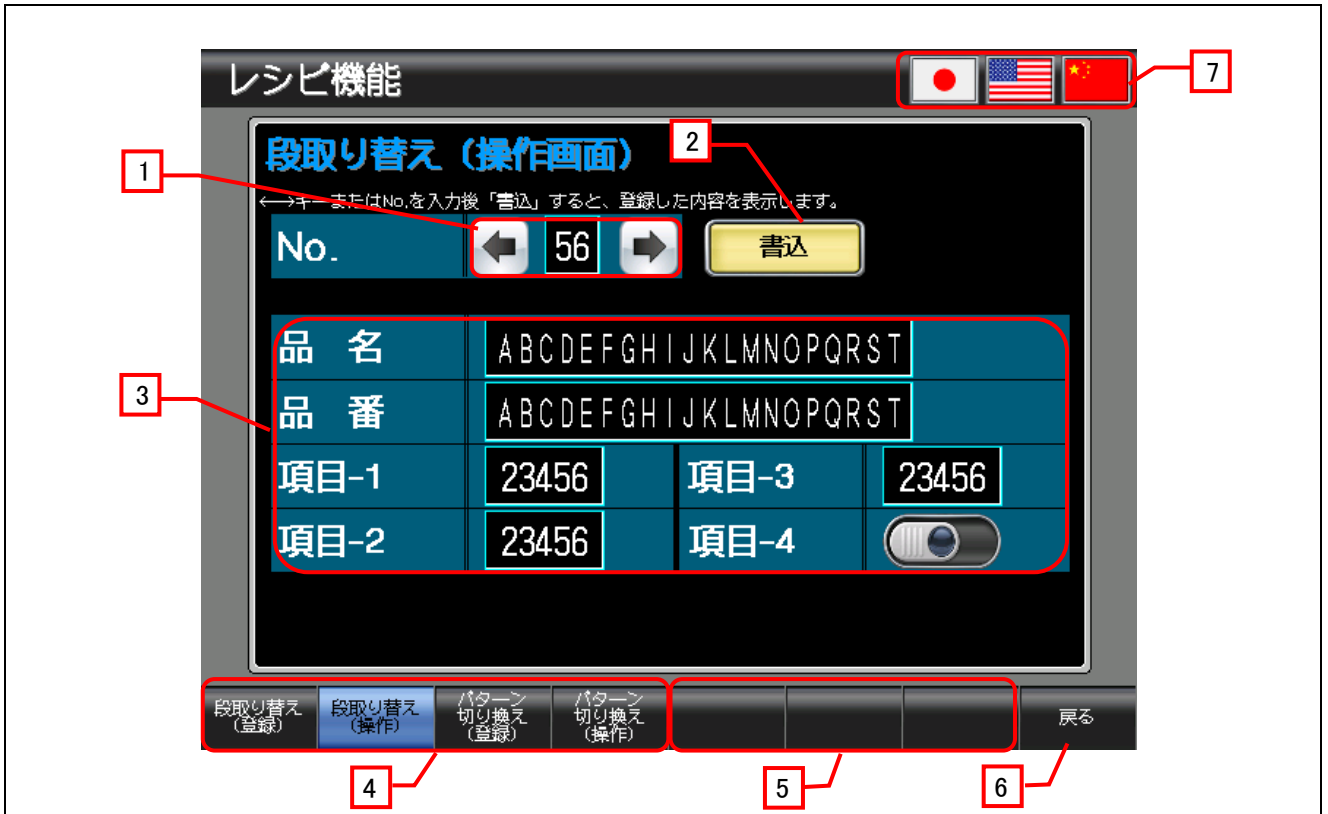 レシピ機能
7
段取り替え（操作画面）
2
1
←→キーまたはNo.を入力後「書込」すると、登録した内容を表示します。
No.
56
書込
品　名
ABCDEFGHIJKLMNOPQRST
3
品　番
ABCDEFGHIJKLMNOPQRST
項目-1
23456
項目-3
23456
項目-2
23456
項目-4
段取り替え
(登録)
段取り替え
(操作)
パターン
切り換え
(登録)
パターン
切り換え
(操作)
戻る
4
5
6